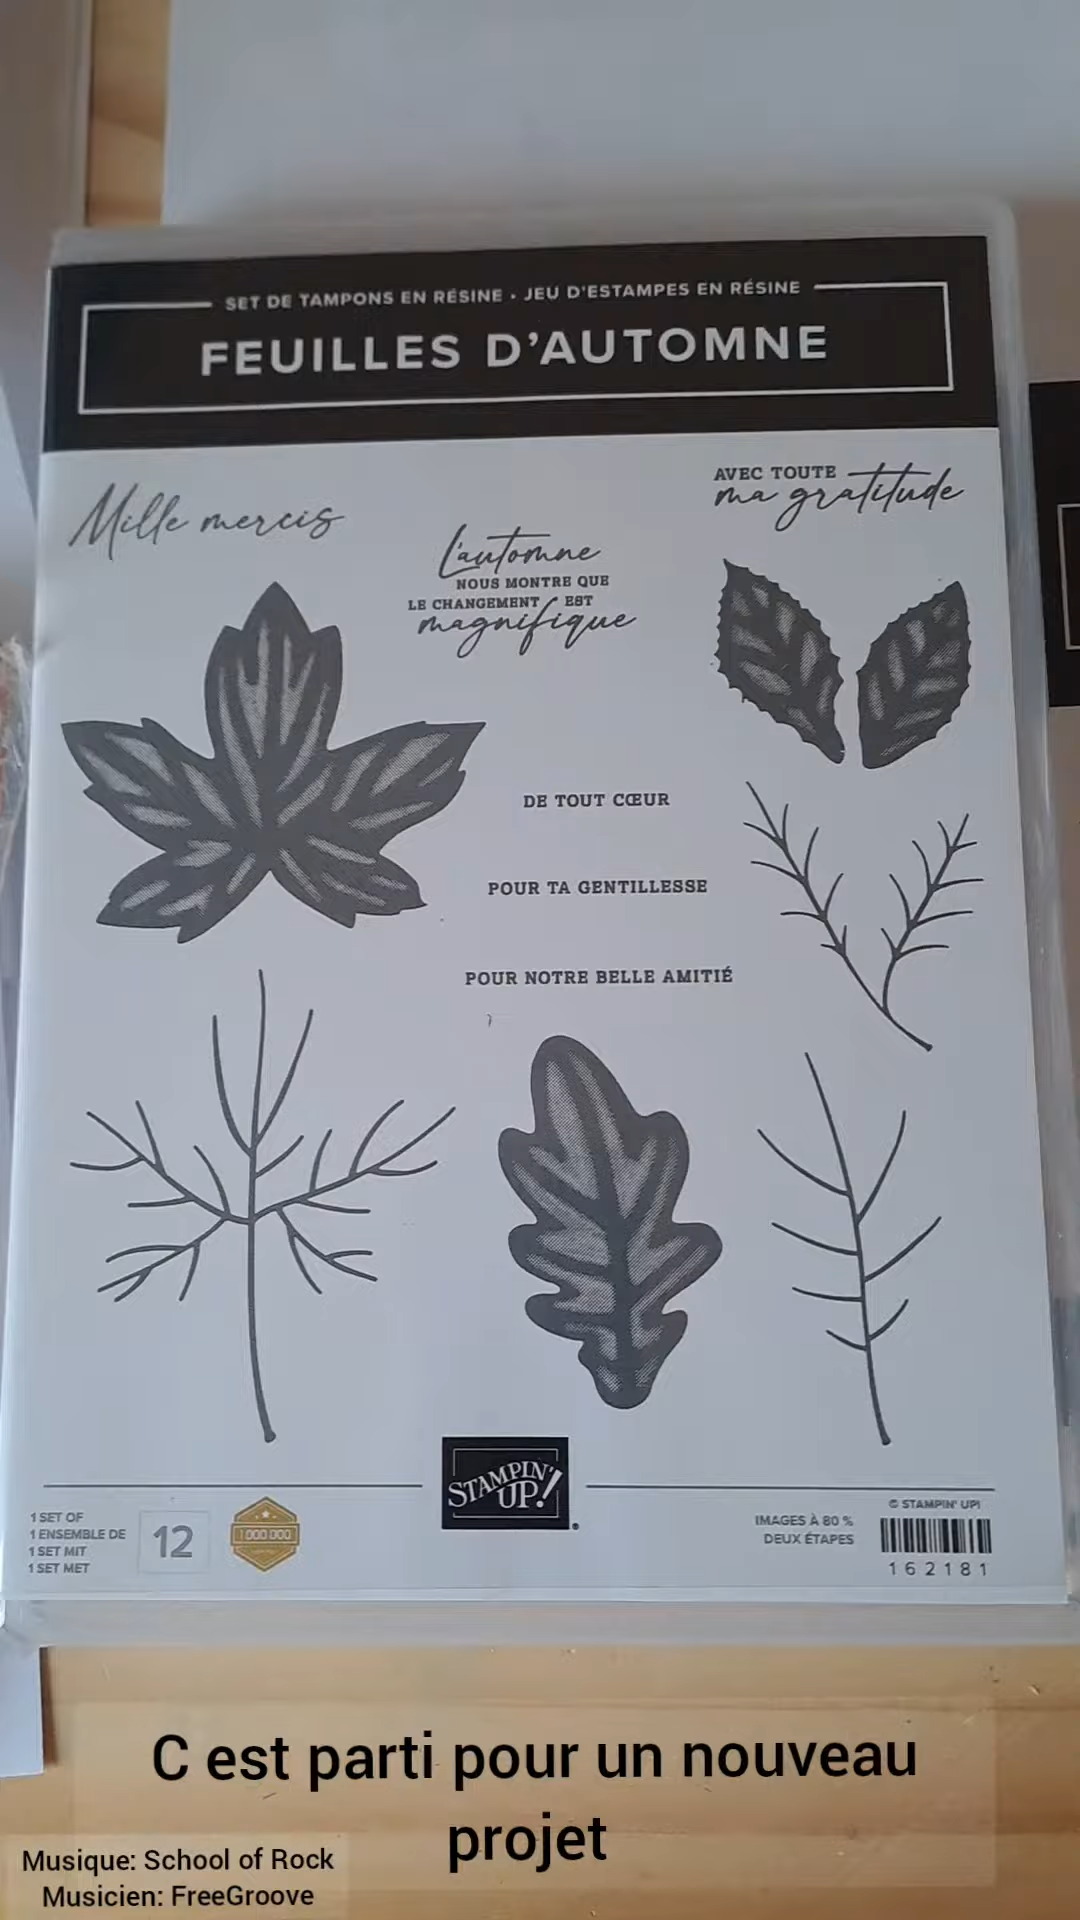 SET DE TAMPONS EN RÉSINE • JEU D'ESTAMPES EN RÉSINE
FEUILLES D'AUTOMNE
Mille mercis
AVEC TOUTE
ma gratitude
L'automne
NOUS MONTRE QUE
LE CHANGEMENT EST
magnifique
DE TOUT CŒUR
POUR TA GENTILLESSE
POUR NOTRE BELLE AMITIÉ
STAMPIN'
UP!
1 SET OF
1 ENSEMBLE DE
1 SET MIT
1 SET MET
12
1 000 000
IMAGES À 80 %
DEUX ÉTAPES
© STAMPIN' UP!
162181
C est parti pour un nouveau
projet
Musique: School of Rock
Musicien: FreeGroove